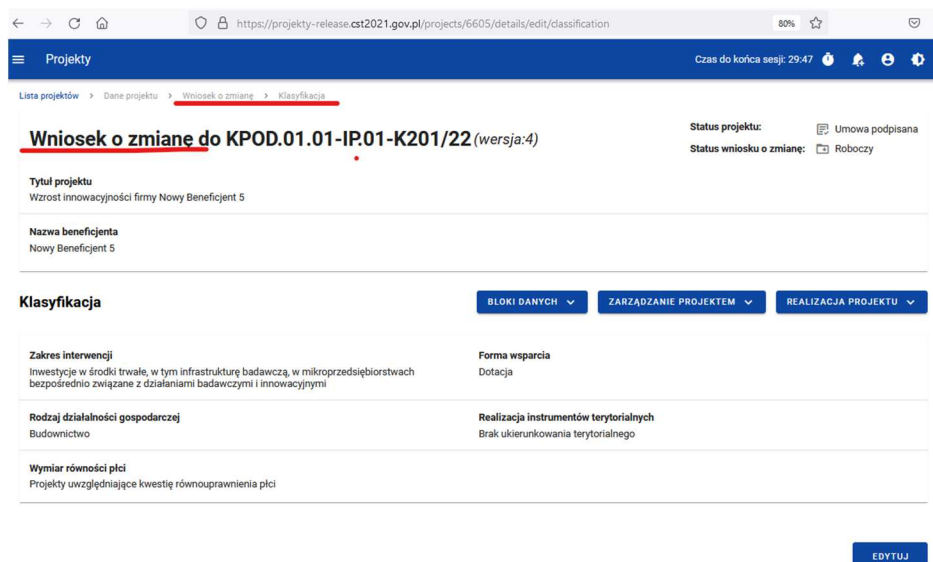 https://projekty-release.cst2021.gov.pl/projects/6605/details/edit/classification
80%
Projekty
Czas do końca sesji: 29:47
Lista projektów > Dane projektu > Wniosek o zmianę > Klasyfikacja
Wniosek o zmianę do KPOD.01.01-IP.01-K201/22 (wersja:4)
Status projektu: Umowa podpisana
Status wniosku o zmianę: Roboczy
Tytuł projektu
Wzrost innowacyjności firmy Nowy Beneficjent 5
Nazwa beneficjenta
Nowy Beneficjent 5
Klasyfikacja
BLOKI DANYCH
ZARZĄDZANIE PROJEKTEM
REALIZACJA PROJEKTU
Zakres interwencji
Inwestycje w środki trwałe, w tym infrastrukturę badawczą, w mikroprzedsiębiorstwach
bezpośrednio związane z działaniami badawczymi i innowacyjnymi
Forma wsparcia
Dotacja
Rodzaj działalności gospodarczej
Budownictwo
Realizacja instrumentów terytorialnych
Brak ukierunkowania terytorialnego
Wymiar równości płci
Projekty uwzględniające kwestię równouprawnienia płci
EDYTUJ